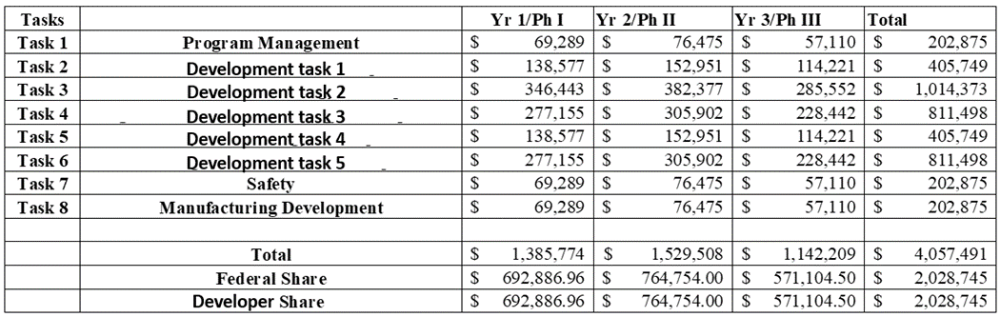 Tasks Yr 1/Ph I Yr 2/Ph II Yr 3/Ph III Total
Task 1 Program Management $ 69,289 $ 76,475 $ 57,110 $ 202,875
Task 2 Development task 1 $ 138,577 $ 152,951 $ 114,221 $ 405,749
Task 3 Development task 2 $ 346,443 $ 382,377 $ 285,552 $ 1,014,373
Task 4 Development task 3 $ 277,155 $ 305,902 $ 228,442 $ 811,498
Task 5 Development task 4 $ 138,577 $ 152,951 $ 114,221 $ 405,749
Task 6 Development task 5 $ 277,155 $ 305,902 $ 228,442 $ 811,498
Task 7 Safety $ 69,289 $ 76,475 $ 57,110 $ 202,875
Task 8 Manufacturing Development $ 69,289 $ 76,475 $ 57,110 $ 202,875
Total $ 1,385,774 $ 1,529,508 $ 1,142,209 $ 4,057,491
Federal Share $ 692,886.96 $ 764,754.00 $ 571,104.50 $ 2,028,745
Developer Share $ 692,886.96 $ 764,754.00 $ 571,104.50 $ 2,028,745